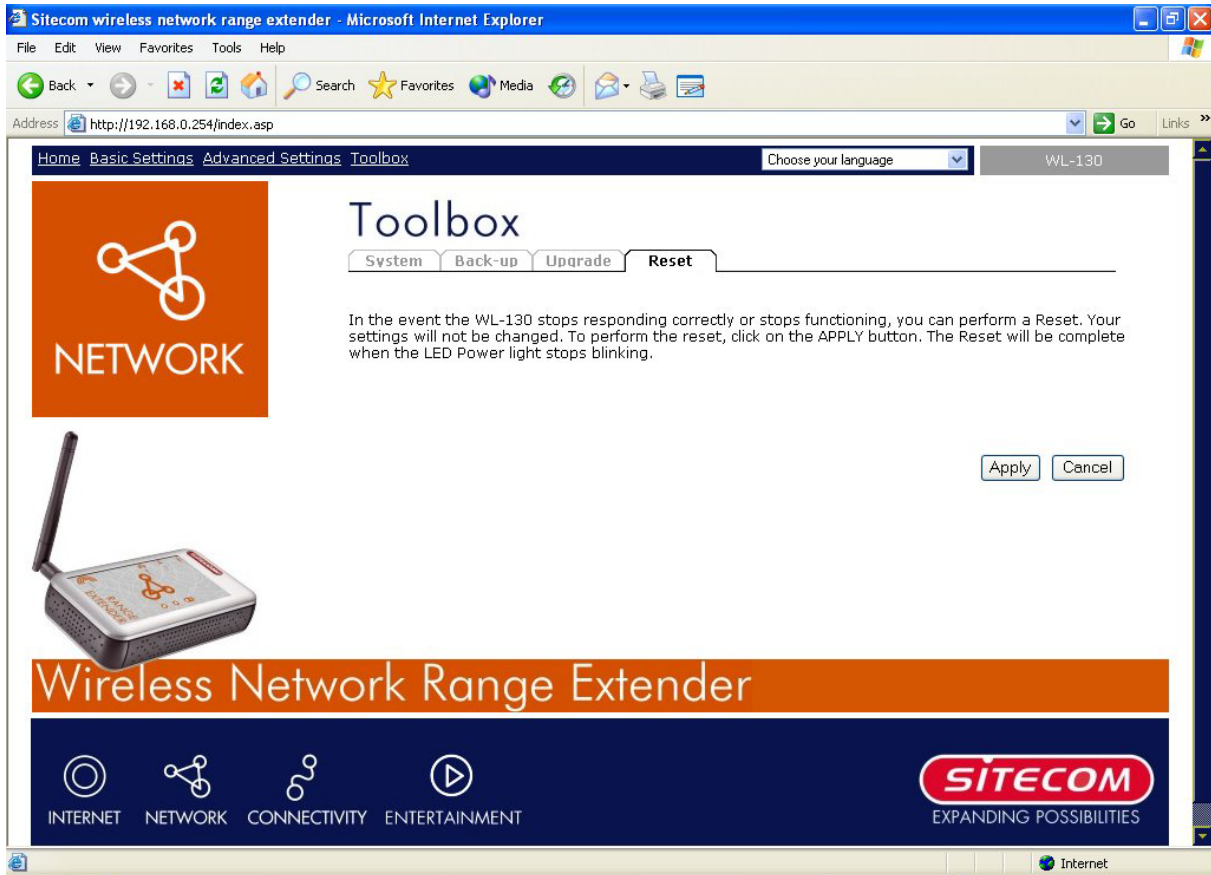 Sitecom wireless network range extender - Microsoft Internet Explorer
File Edit View Favorites Tools Help
Back Search Favorites Media
Address http://192.168.0.254/index.asp Go Links »
Home Basic Settings Advanced Settings Toolbox Choose your language WL-130
Toolbox
System Back-up Upgrade Reset
In the event the WL-130 stops responding correctly or stops functioning, you can perform a Reset. Your
settings will not be changed. To perform the reset, click on the APPLY button. The Reset will be complete
when the LED Power light stops blinking.
NETWORK
Apply Cancel
RANGE
EXTENDER
Wireless Network Range Extender
INTERNET NETWORK CONNECTIVITY ENTERTAINMENT
SITECOM
EXPANDING POSSIBILITIES
Internet